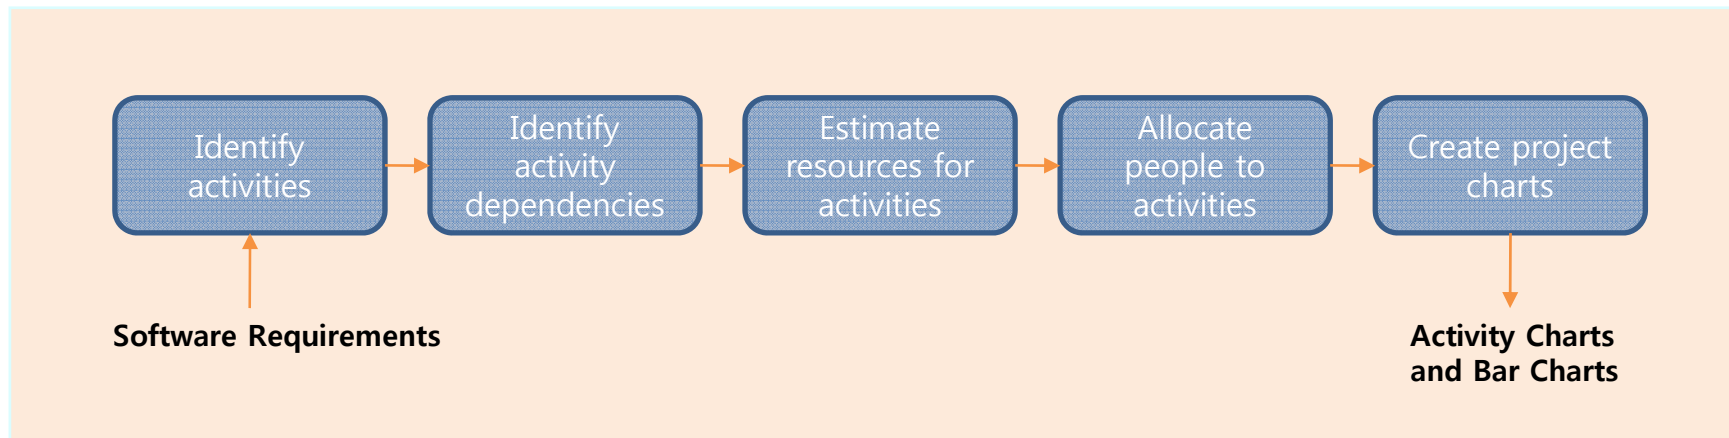 Identify
activities
Identify
activity
dependencies
Estimate
resources for
activities
Allocate
people to
activities
Create project
charts
Software Requirements
Activity Charts
and Bar Charts